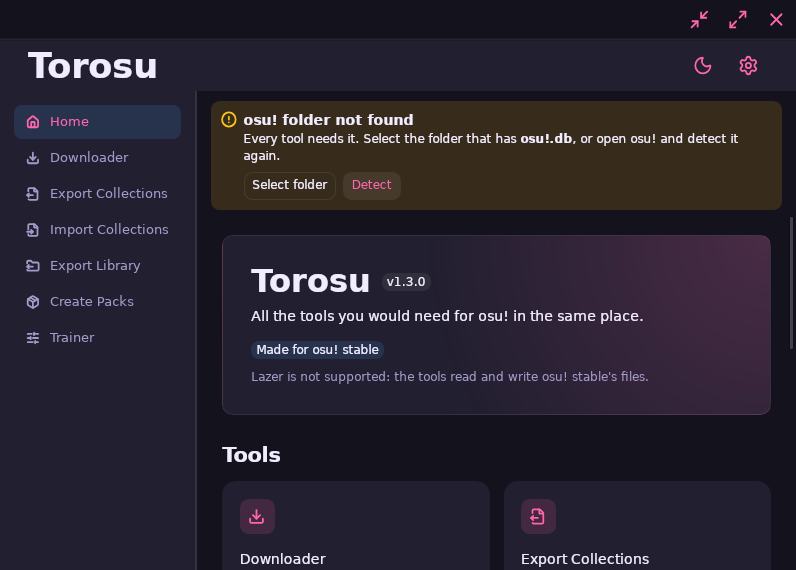 Torosu
Home
Downloader
Export Collections
Import Collections
Export Library
Create Packs
Trainer
osu! folder not found
Every tool needs it. Select the folder that has osu!.db, or open osu! and detect it
again.
Select folder
Detect
Torosu v1.3.0
All the tools you would need for osu! in the same place.
Made for osu! stable
Lazer is not supported: the tools read and write osu! stable's files.
Tools
Downloader
Export Collections